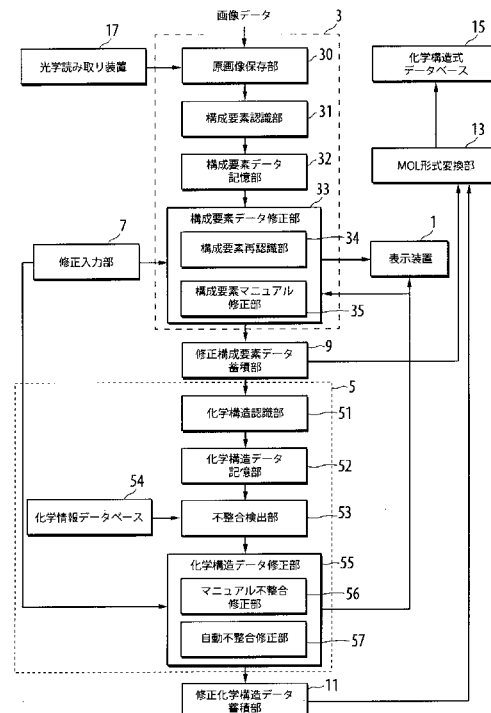 画像データ
17
光学読み取り装置
3
原画像保存部
30
15
化学構造式
データベース
構成要素認識部
31
構成要素データ
記憶部
32
13
MOL形式変換部
33
構成要素データ修正部
構成要素再認識部
34
構成要素マニュアル
修正部
35
7
修正入力部
1
表示装置
修正構成要素データ
蓄積部
9
5
化学構造認識部
51
化学構造データ
記憶部
52
54
化学情報データベース
不整合検出部
53
55
化学構造データ修正部
マニュアル不整合
修正部
56
自動不整合修正部
57
修正化学構造データ
蓄積部
11